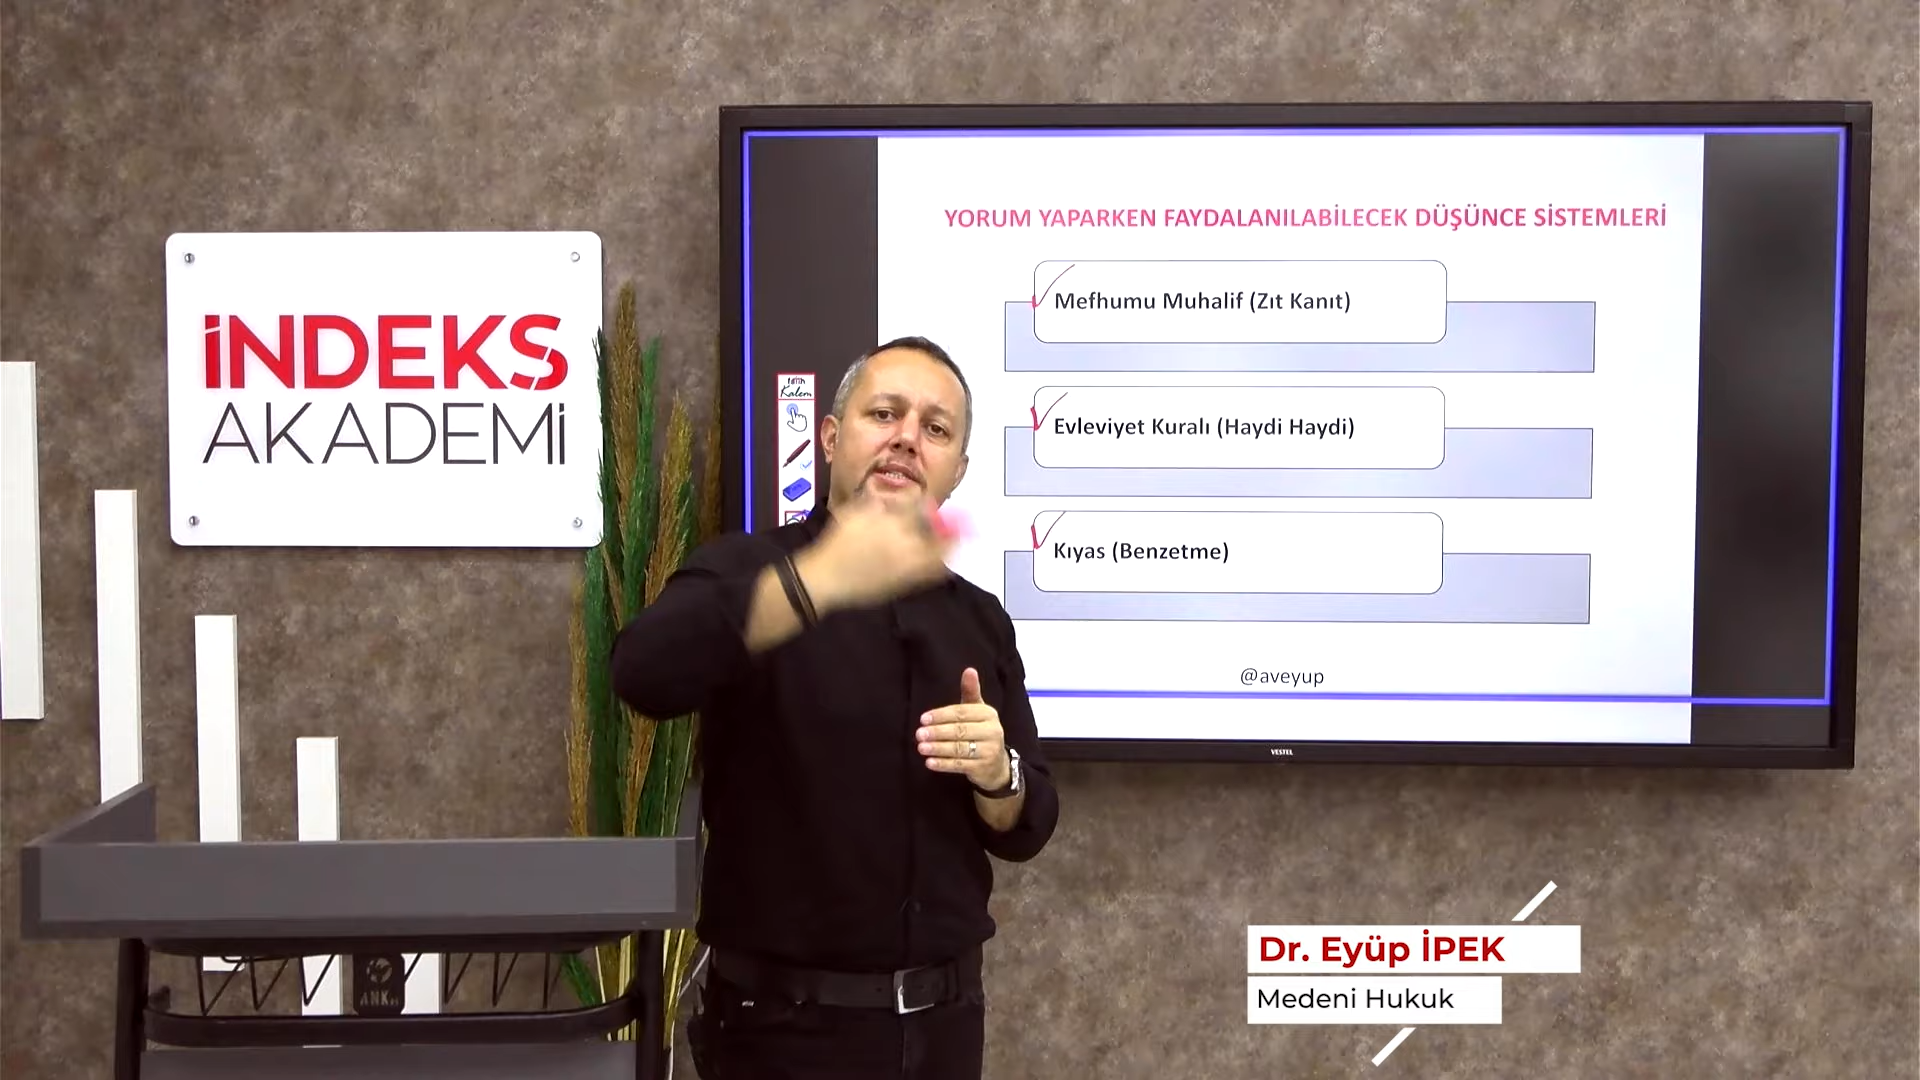 İNDEKS
AKADEMİ
YORUM YAPARKEN FAYDALANILABİLECEK DÜŞÜNCE SİSTEMLERİ
Mefhumu Muhalif (Zıt Kanıt)
Evleviyet Kuralı (Haydi Haydi)
Kıyas (Benzetme)
@aveyup
Kalem
VESTEL
Dr. Eyüp İPEK
Medeni Hukuk